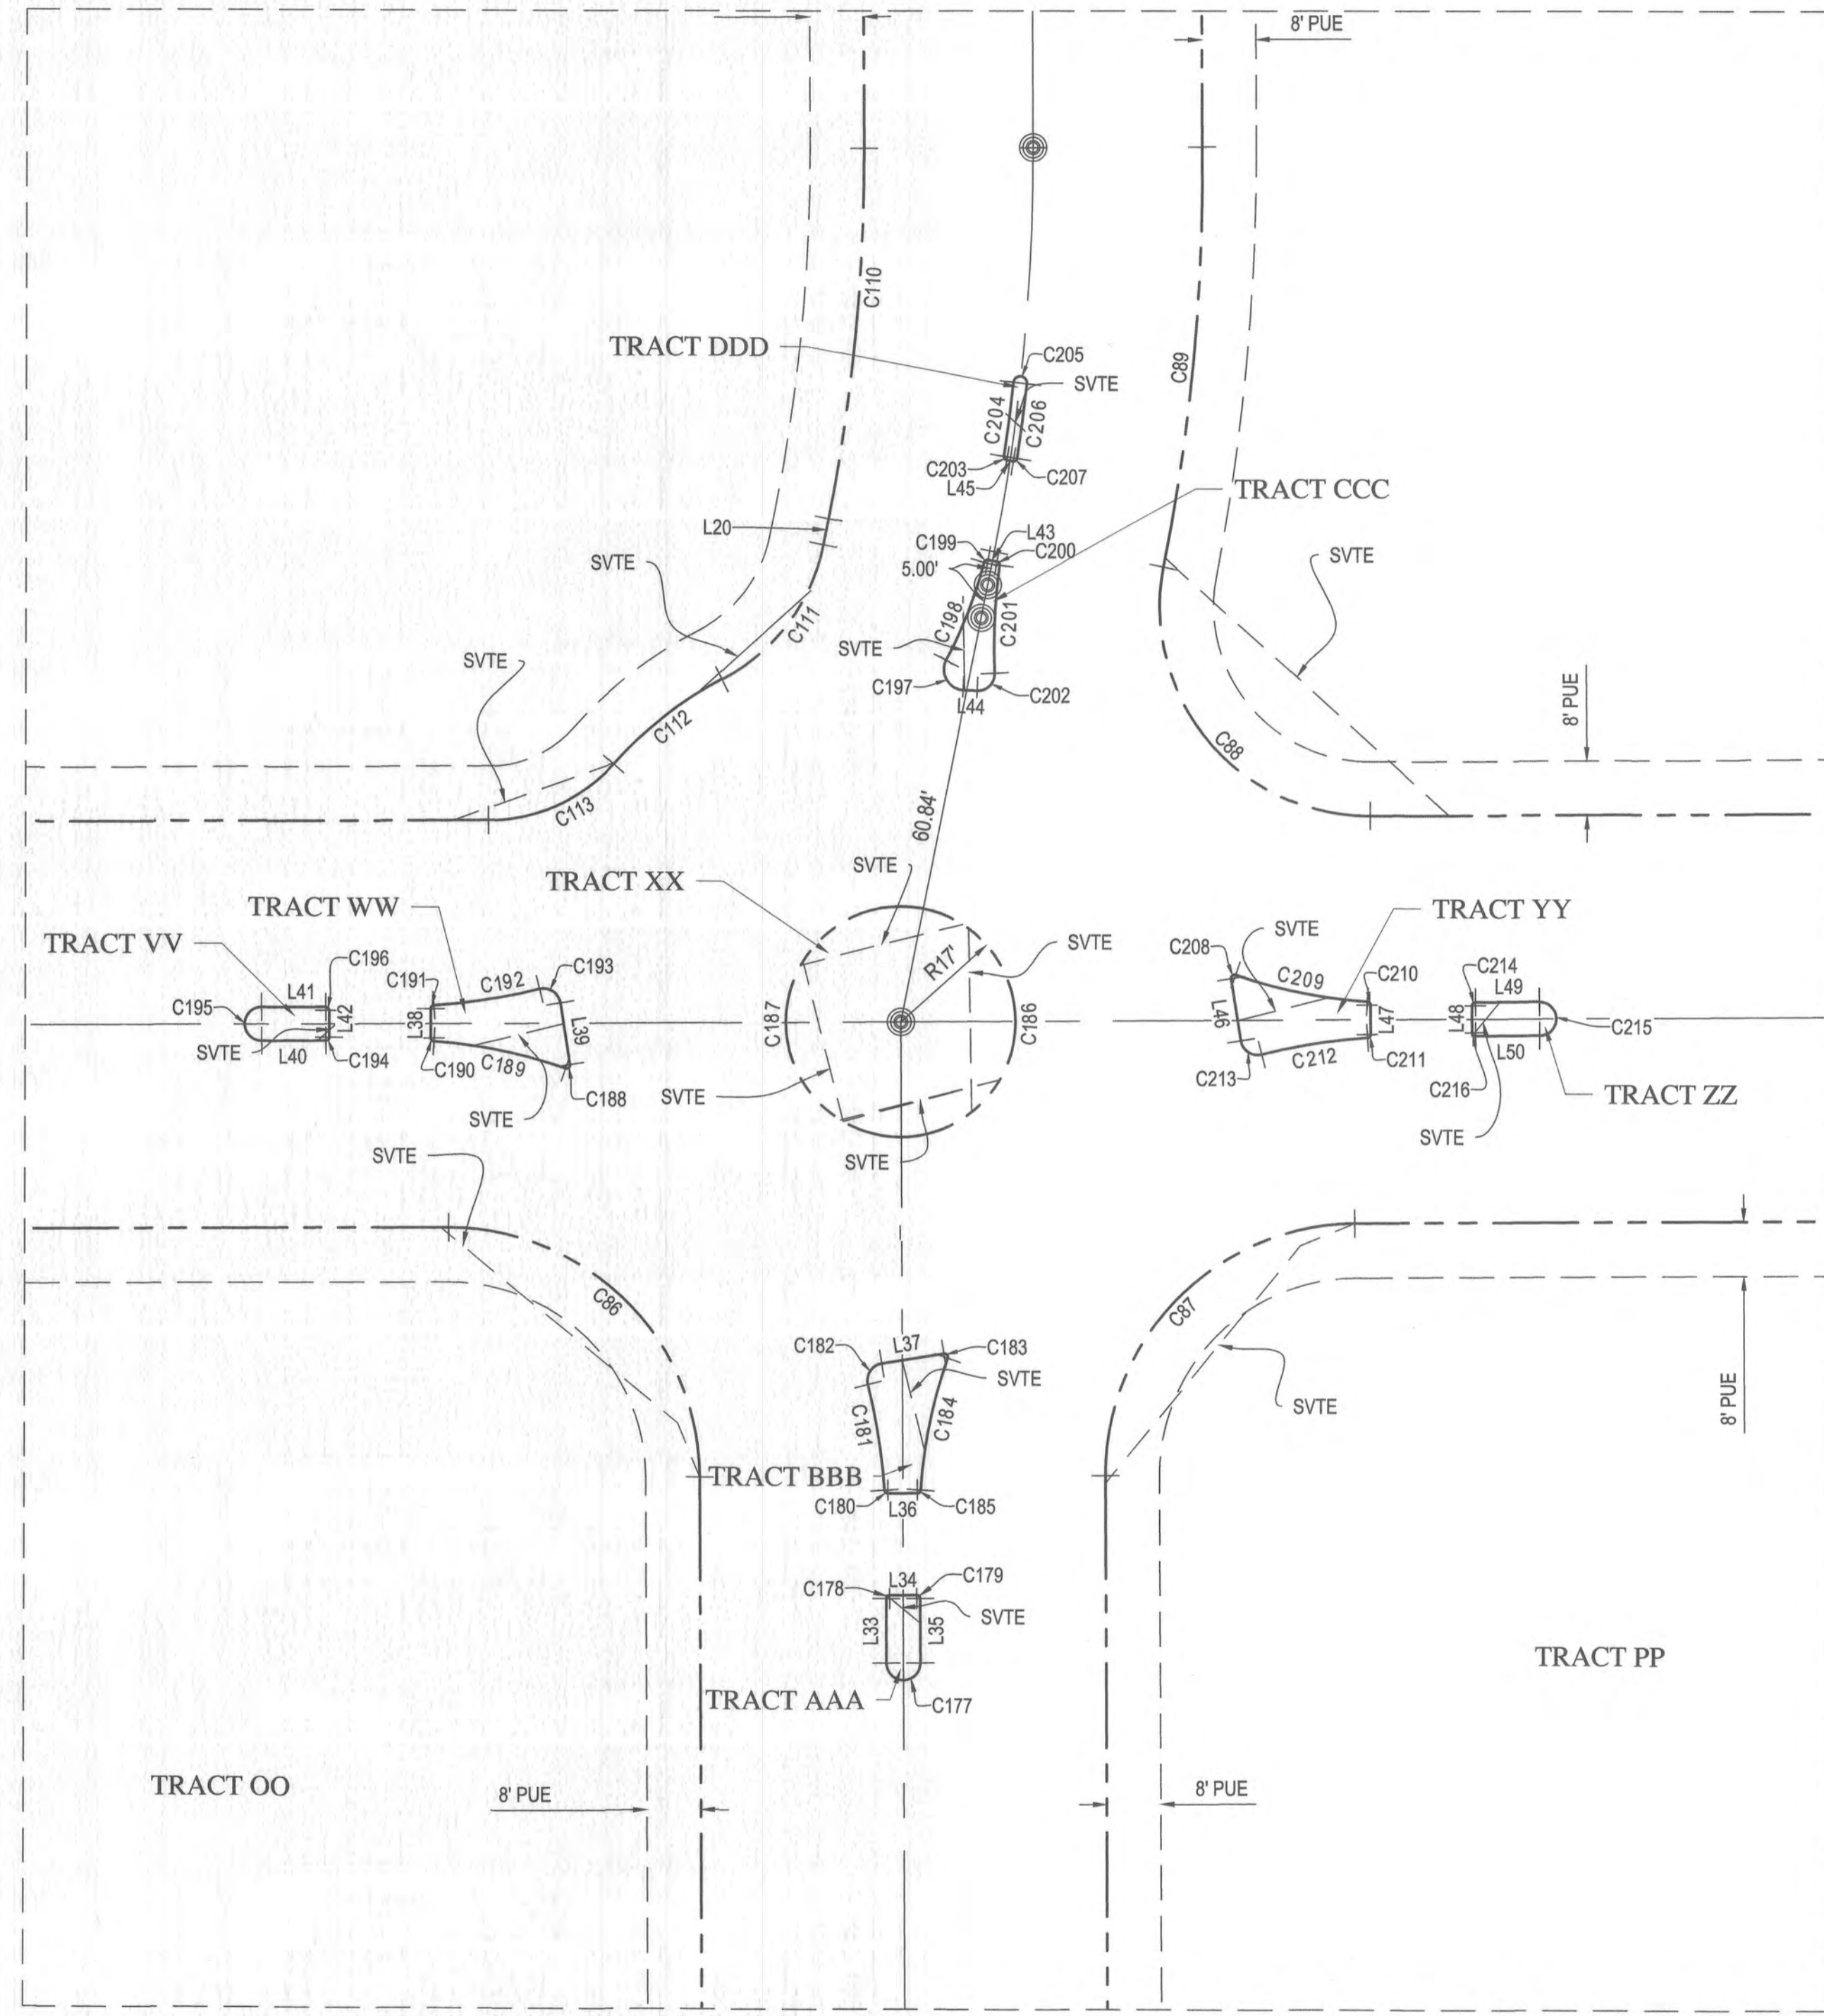 8' PUE
C110
TRACT DDD
C205
SVTE
C89
C204
C206
C203
C207
L45
TRACT CCC
L20
L43
C199
C200
5.00'
SVTE
SVTE
C111
C198
C201
SVTE
SVTE
C197
C202
L44
8' PUE
C112
C88
C113
60.84'
SVTE
TRACT XX
TRACT WW
TRACT YY
TRACT VV
SVTE
C208
SVTE
R17'
C196
C191
C192
C193
C209
C210
C214
L49
C195
L41
L42
L38
L39
C187
C186
L46
L47
L48
C215
SVTE
L40
C194
C190
C189
C188
SVTE
C213
C212
C211
C216
L50
TRACT ZZ
SVTE
SVTE
SVTE
SVTE
C86
C87
L37
C182
C183
SVTE
C181
C184
SVTE
8' PUE
TRACT BBB
C180
L36
C185
C178
L34
C179
L33
L35
SVTE
TRACT PP
TRACT AAA
C177
TRACT OO
8' PUE
8' PUE